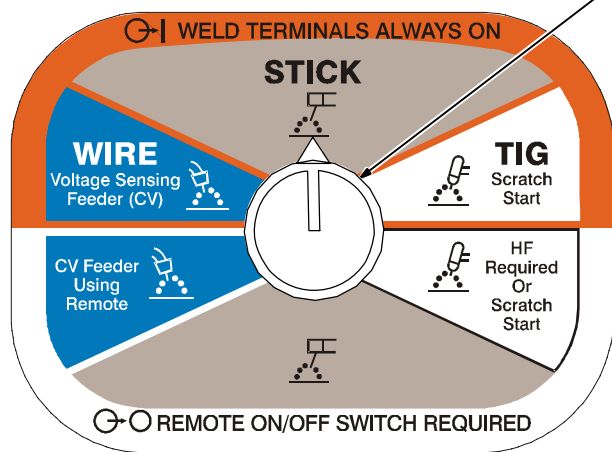 WELD TERMINALS ALWAYS ON
STICK
WIRE
Voltage Sensing
Feeder (CV)
TIG
Scratch
Start
CV Feeder
Using
Remote
HF
Required
Or
Scratch
Start
REMOTE ON/OFF SWITCH REQUIRED